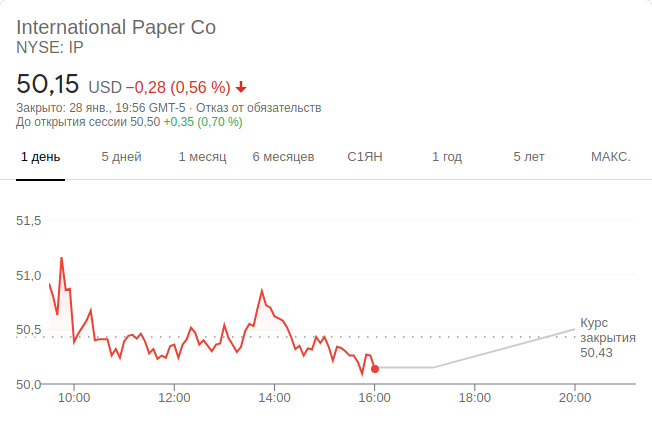 International Paper Co
NYSE: IP
50,15 USD −0,28 (0,56 %)
Закрыто: 28 янв., 19:56 GMT-5 · Отказ от обязательств
До открытия сессии 50,50 +0,35 (0,70 %)
1 день 5 дней 1 месяц 6 месяцев С1ЯН 1 год 5 лет МАКС.
51,5
51,0
50,5
50,0
Курс
закрытия
50,43
10:00 12:00 14:00 16:00 18:00 20:00